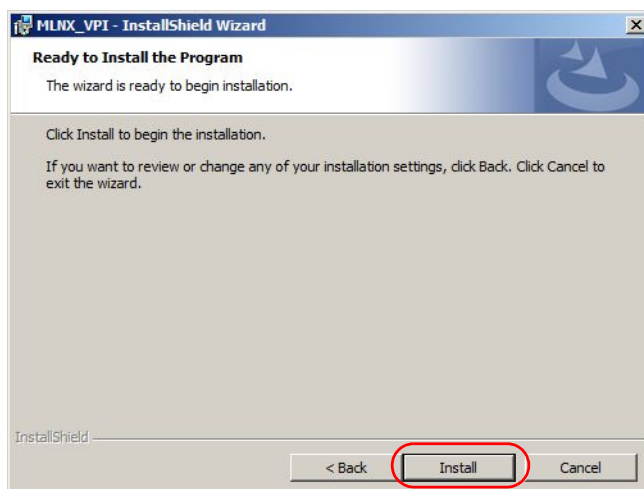 MLNX_VPI - InstallShield Wizard
Ready to Install the Program
The wizard is ready to begin installation.
Click Install to begin the installation.
If you want to review or change any of your installation settings, click Back. Click Cancel to
exit the wizard.
InstallShield
< Back Install Cancel